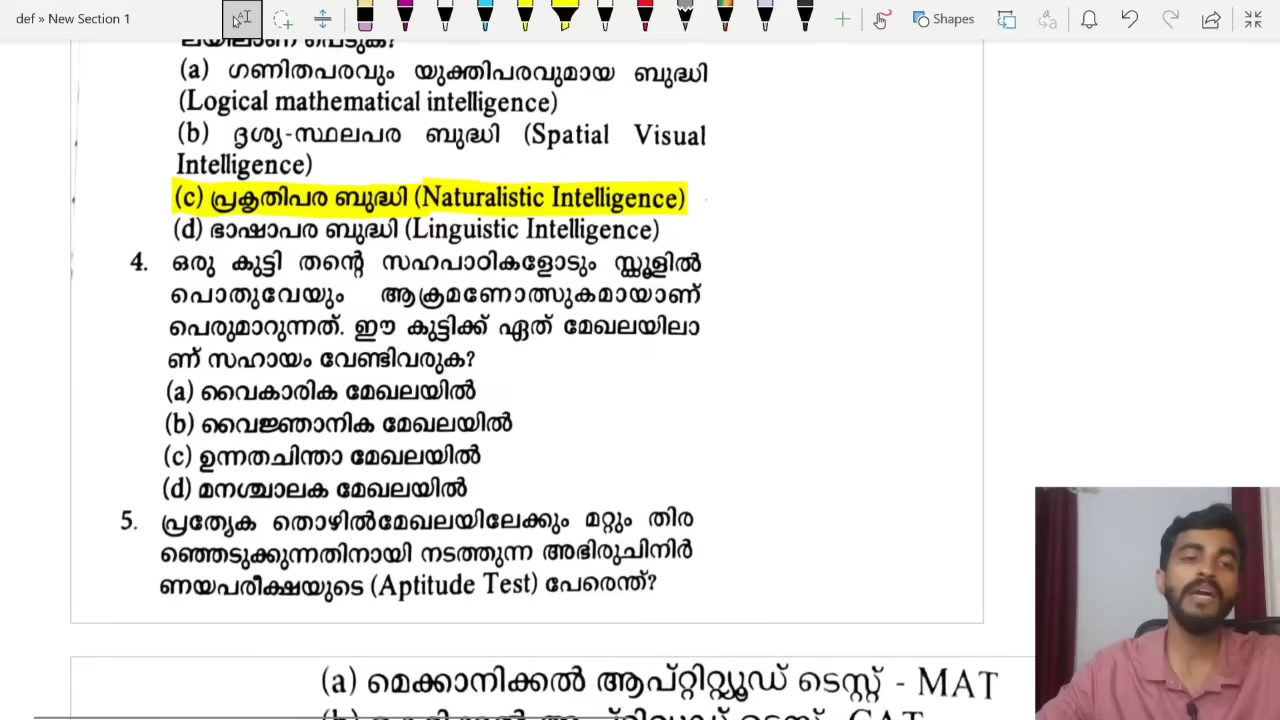 def » New Section 1
Shapes
ലയിലാണ് പെടുക?
(a) ഗണിതപരവും യുക്തിപരവുമായ ബുദ്ധി
(Logical mathematical intelligence)
(b) ദൃശ്യ-സ്ഥലപര ബുദ്ധി (Spatial Visual
Intelligence)
(c) പ്രകൃതിപര ബുദ്ധി (Naturalistic Intelligence)
(d) ഭാഷാപര ബുദ്ധി (Linguistic Intelligence)
4. ഒരു കുട്ടി തന്റെ സഹപാഠികളോടും സ്കൂളിൽ
പൊതുവേയും ആക്രമണോത്സുകമായാണ്
പെരുമാറുന്നത്. ഈ കുട്ടിക്ക് ഏത് മേഖലയിലാ
ണ് സഹായം വേണ്ടിവരുക?
(a) വൈകാരിക മേഖലയിൽ
(b) വൈജ്ഞാനിക മേഖലയിൽ
(c) ഉന്നതചിന്താ മേഖലയിൽ
(d) മനശ്ചാലക മേഖലയിൽ
5. പ്രത്യേക തൊഴിൽമേഖലയിലേക്കും മറ്റും തിര
ഞ്ഞെടുക്കുന്നതിനായി നടത്തുന്ന അഭിരുചിനിർ
ണയപരീക്ഷയുടെ (Aptitude Test) പേരെന്ത്?
(a) മെക്കാനിക്കൽ ആപ്റ്റിറ്റ്യൂഡ് ടെസ്റ്റ് - MAT